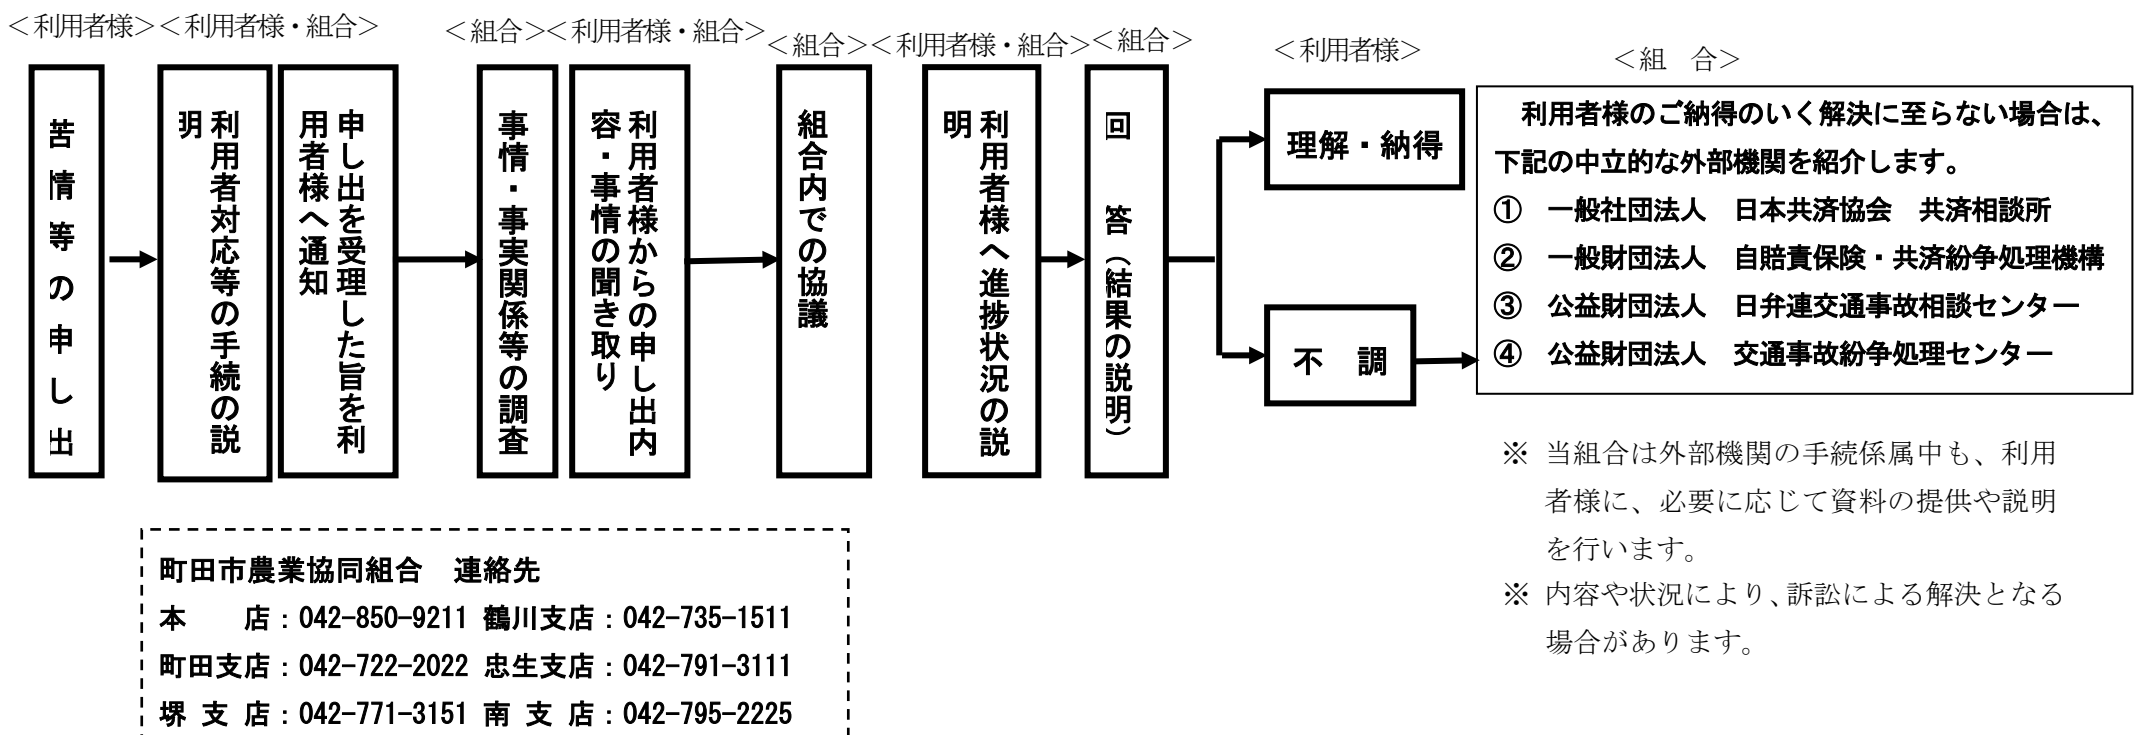 ＜利用者様＞
＜利用者様・組合＞
＜組合＞
＜利用者様・組合＞
＜組合＞
＜利用者様・組合＞
＜組合＞
＜利用者様＞
＜組　合＞
苦情等の申し出
利用者対応等の手続の説
明
申し出を受理した旨を利
用者様へ通知
事情・事実関係等の調査
利用者様からの申し出内
容・事情の聞き取り
組合内での協議
利用者様へ進捗状況の説
明
回　答（結果の説明）
理解・納得
不　調
利用者様のご納得のいく解決に至らない場合は、
下記の中立的な外部機関を紹介します。
①　一般社団法人　日本共済協会　共済相談所
②　一般財団法人　自賠責保険・共済紛争処理機構
③　公益財団法人　日弁連交通事故相談センター
④　公益財団法人　交通事故紛争処理センター
※ 当組合は外部機関の手続係属中も、利用
者様に、必要に応じて資料の提供や説明
を行います。
※ 内容や状況により、訴訟による解決となる
場合があります。
町田市農業協同組合　連絡先
本　　店：042-850-9211 鶴川支店：042-735-1511
町田支店：042-722-2022 忠生支店：042-791-3111
堺 支 店：042-771-3151 南 支 店：042-795-2225